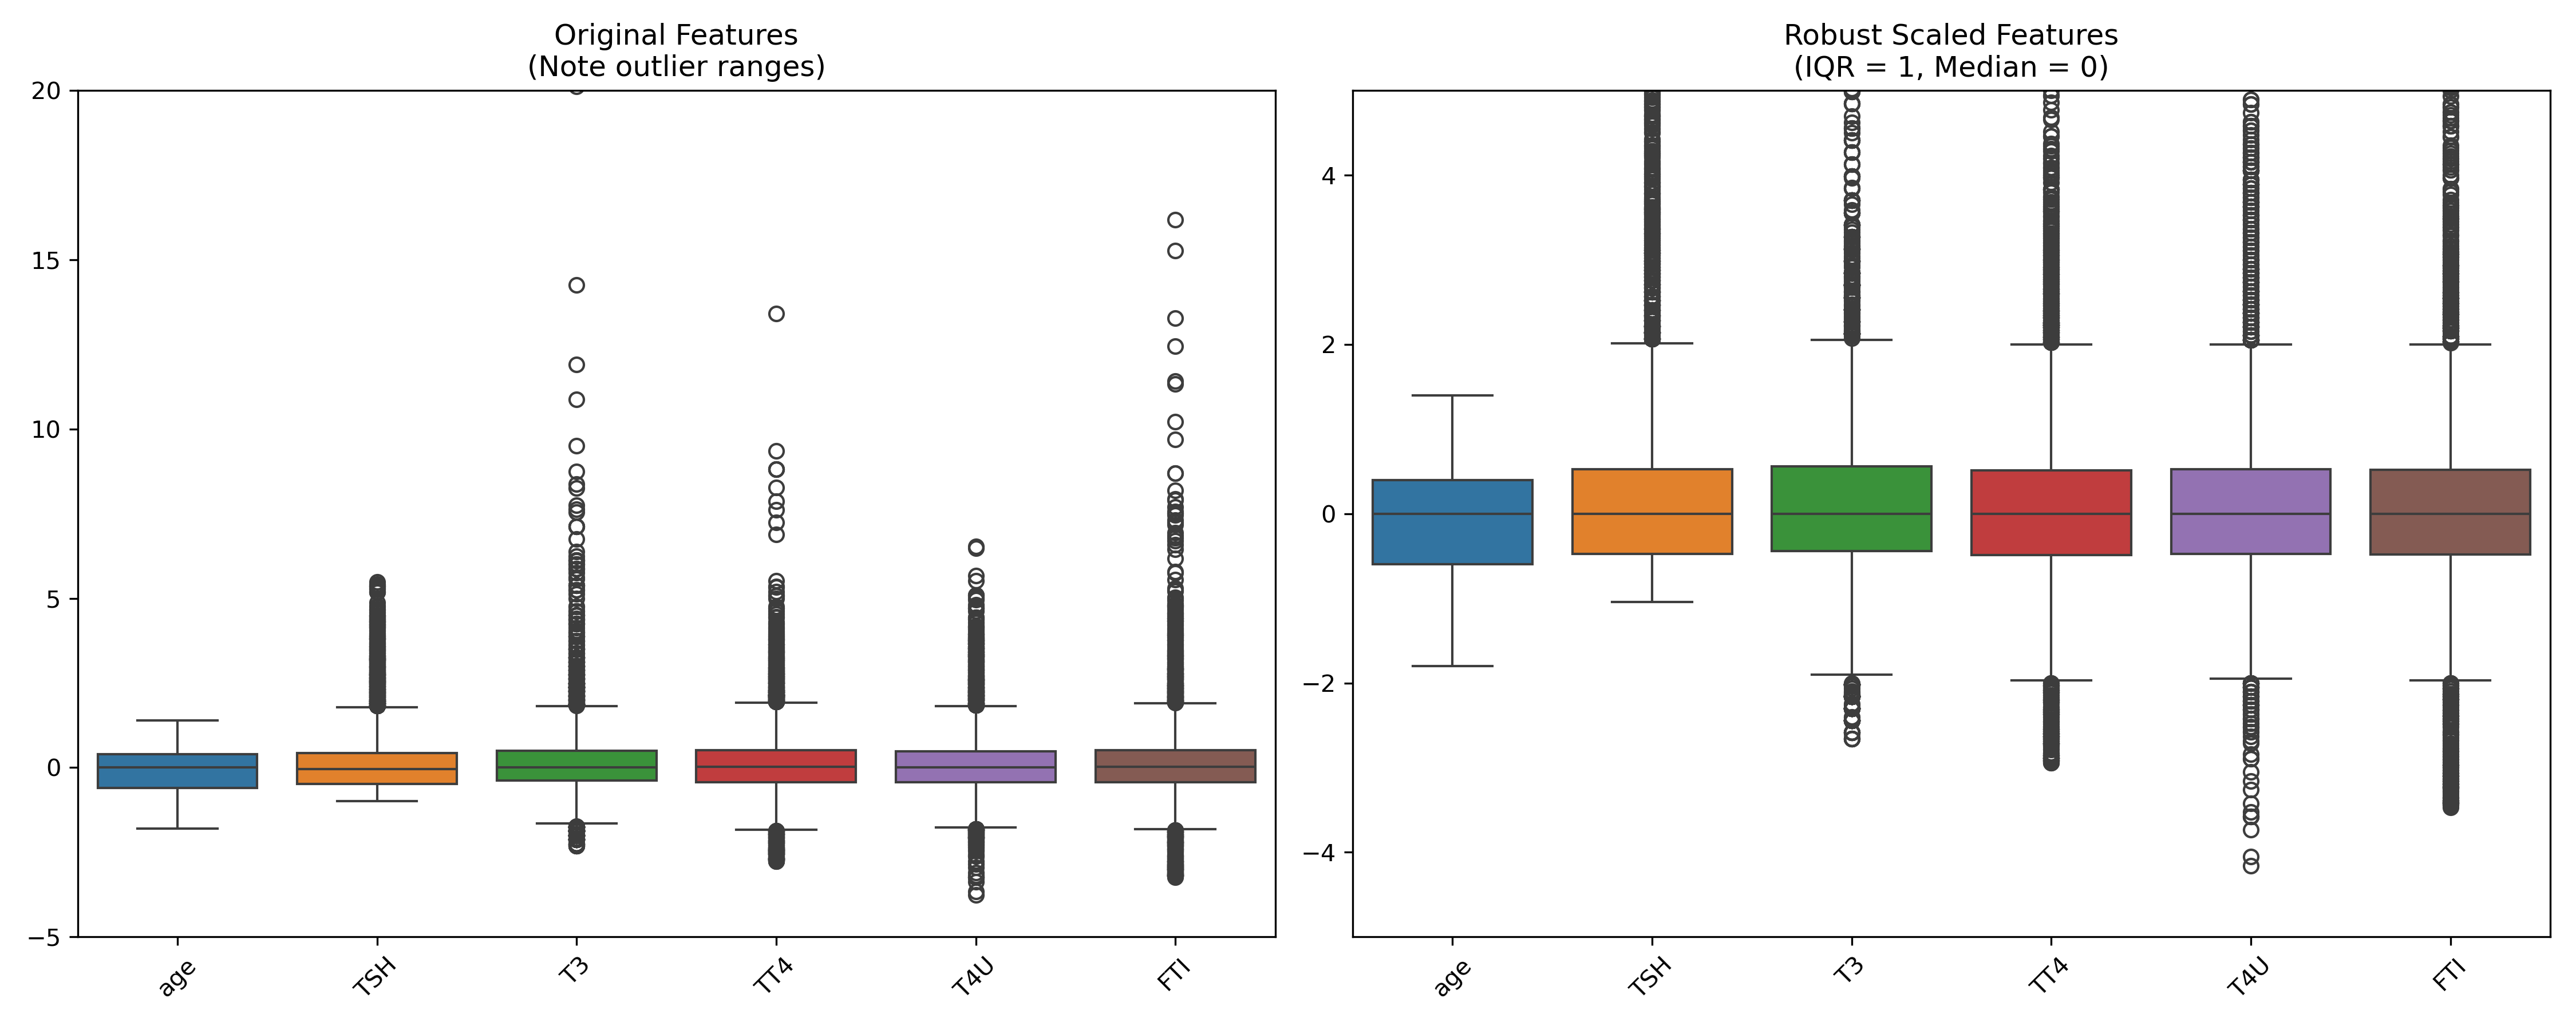 Original Features
(Note outlier ranges)
20
15
10
5
0
−5
age
TSH
T3
TT4
T4U
FTI
Robust Scaled Features
(IQR = 1, Median = 0)
4
2
0
−2
−4
age
TSH
T3
TT4
T4U
FTI